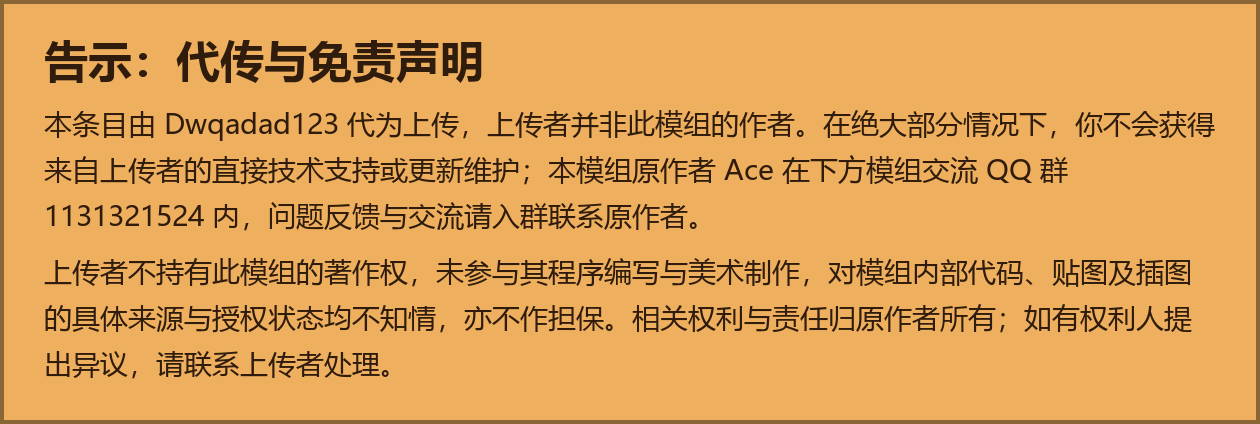 告示：代传与免责声明
本条目由 Dwqadad123 代为上传，上传者并非此模组的作者。在绝大部分情况下，你不会获得
来自上传者的直接技术支持或更新维护；本模组原作者 Ace 在下方模组交流 QQ 群
1131321524 内，问题反馈与交流请入群联系原作者。
上传者不持有此模组的著作权，未参与其程序编写与美术制作，对模组内部代码、贴图及插图
的具体来源与授权状态均不知情，亦不作担保。相关权利与责任归原作者所有；如有权利人提
出异议，请联系上传者处理。